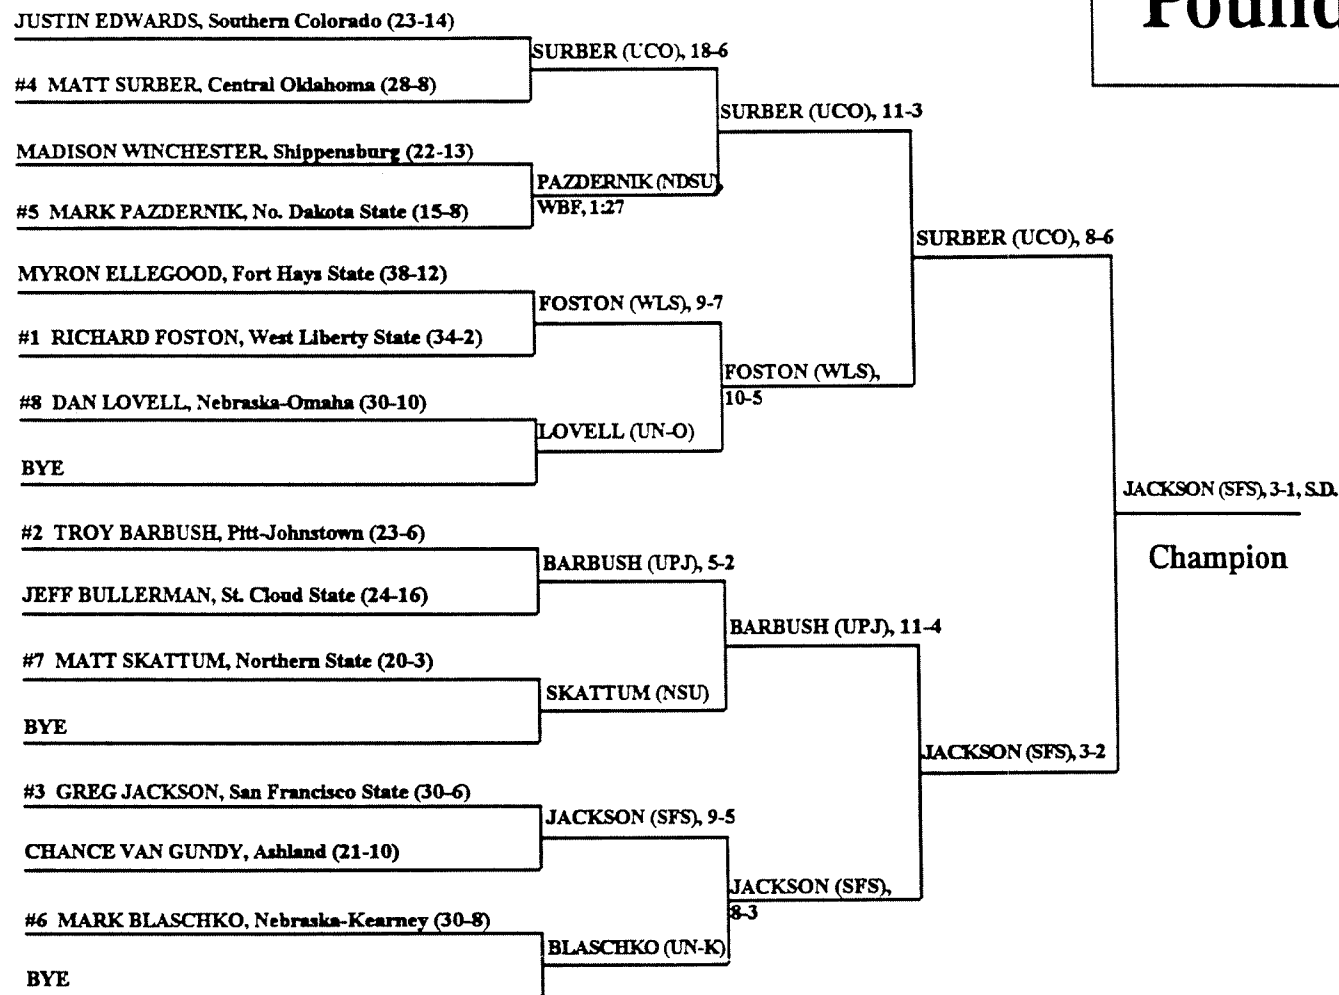 Pound
JUSTIN EDWARDS, Southern Colorado (23-14)
SURBER (UCO), 18-6
#4 MATT SURBER, Central Oklahoma (28-8)
SURBER (UCO), 11-3
MADISON WINCHESTER, Shippensburg (22-13)
PAZDERNIK (NDSU),
WBF, 1:27
#5 MARK PAZDERNIK, No. Dakota State (15-8)
SURBER (UCO), 8-6
MYRON ELLEGOOD, Fort Hays State (38-12)
FOSTON (WLS), 9-7
#1 RICHARD FOSTON, West Liberty State (34-2)
FOSTON (WLS),
10-5
#8 DAN LOVELL, Nebraska-Omaha (30-10)
LOVELL (UN-O)
BYE
JACKSON (SFS), 3-1, S.D.
Champion
#2 TROY BARBUSH, Pitt-Johnstown (23-6)
BARBUSH (UPJ), 5-2
JEFF BULLERMAN, St. Cloud State (24-16)
BARBUSH (UPJ), 11-4
#7 MATT SKATTUM, Northern State (20-3)
SKATTUM (NSU)
BYE
JACKSON (SFS), 3-2
#3 GREG JACKSON, San Francisco State (30-6)
JACKSON (SFS), 9-5
CHANCE VAN GUNDY, Ashland (21-10)
JACKSON (SFS),
8-3
#6 MARK BLASCHKO, Nebraska-Kearney (30-8)
BLASCHKO (UN-K)
BYE